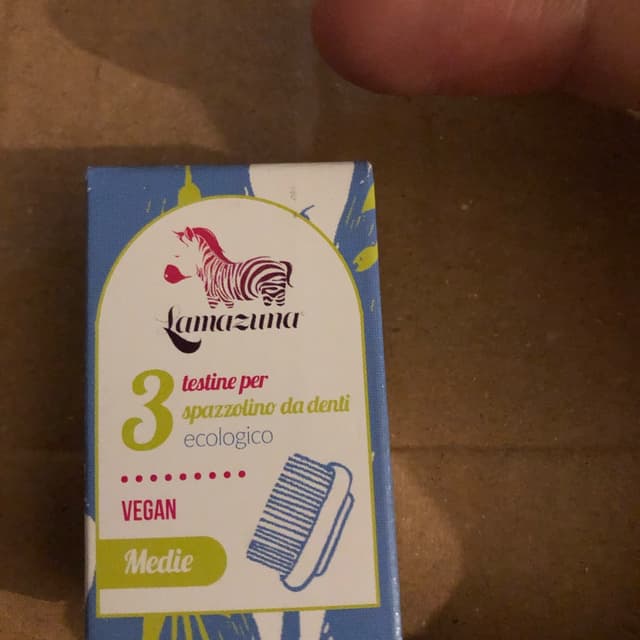 Lamazuna
3 testine per
spazzolino da denti
ecologico
VEGAN
Medie